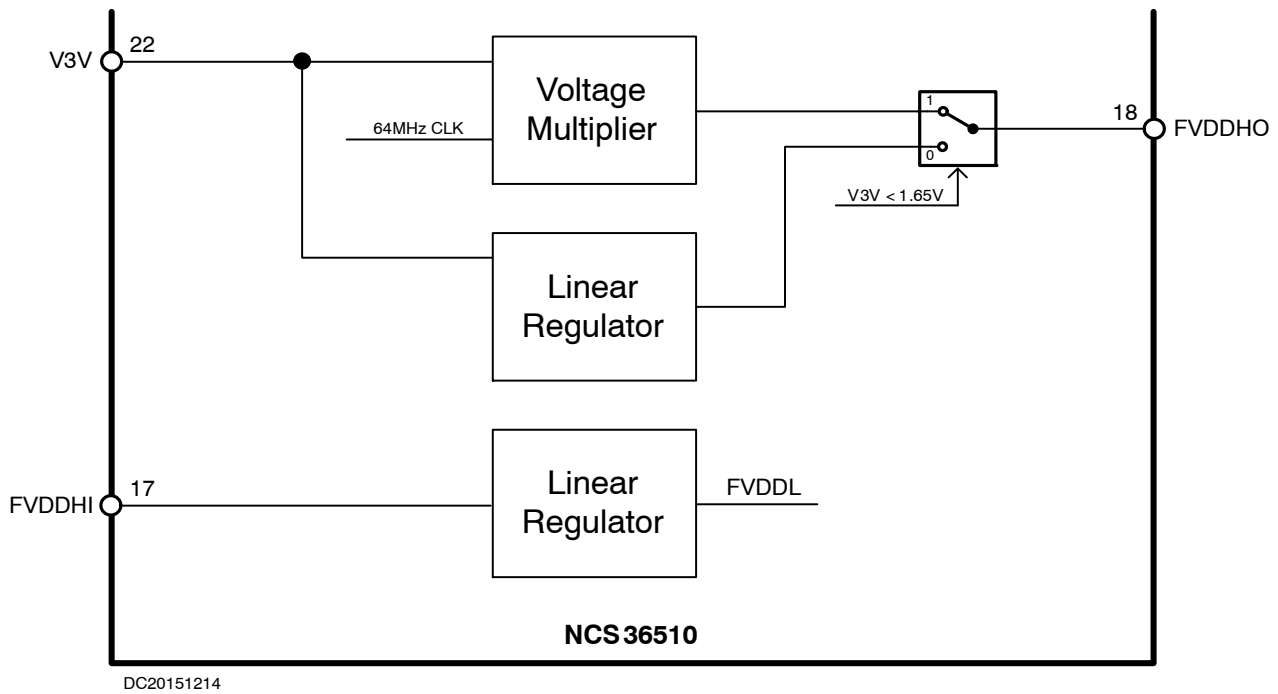 V3V
22
64MHz CLK
Voltage
Multiplier
1
0
V3V < 1.65V
18
FVDDHO
Linear
Regulator
FVDDHI
17
Linear
Regulator
FVDDL
NCS36510
DC20151214